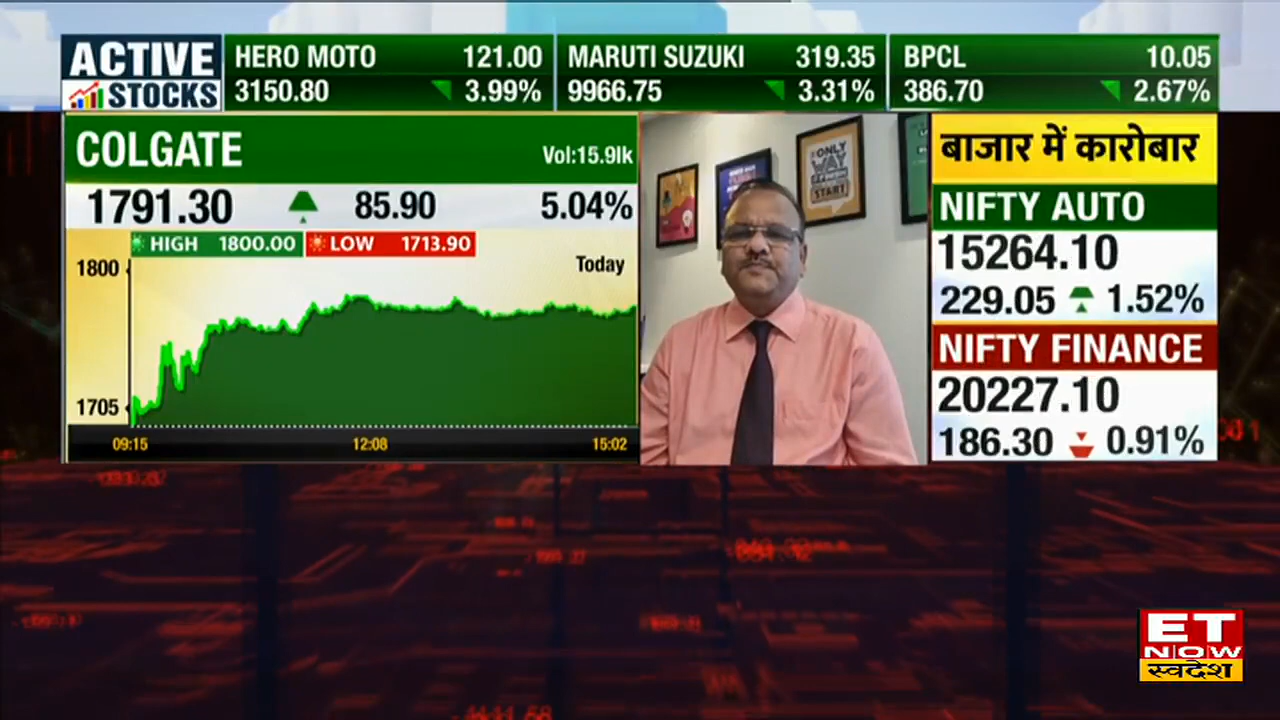 ACTIVE
STOCKS
HERO MOTO 121.00
3150.80 3.99%
MARUTI SUZUKI 319.35
9966.75 3.31%
BPCL 10.05
386.70 2.67%
COLGATE Vol:15.9lk
1791.30 85.90 5.04%
HIGH 1800.00 LOW 1713.90
Today
1800
1705
09:15 12:08 15:02
ONLY
WAY
START
बाजार में कारोबार
NIFTY AUTO
15264.10
229.05 1.52%
NIFTY FINANCE
20227.10
186.30 0.91%
ET
NOW
स्वदेश